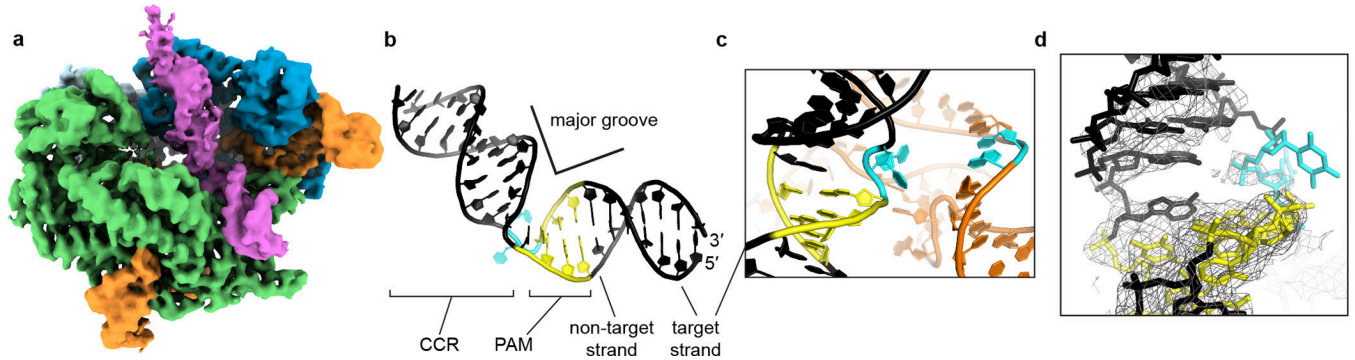 a
b
c
d
major groove
3′
5′
CCR
PAM
non-target
strand
target
strand